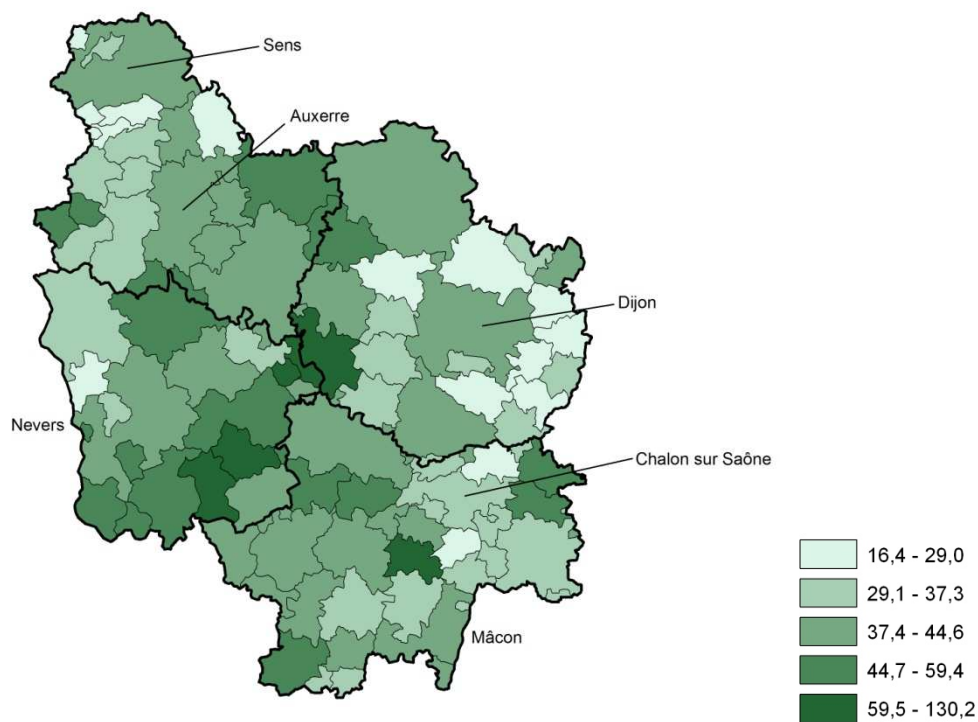 Sens
Auxerre
Dijon
Nevers
Chalon sur Saône
Mâcon
16,4 - 29,0
29,1 - 37,3
37,4 - 44,6
44,7 - 59,4
59,5 - 130,2